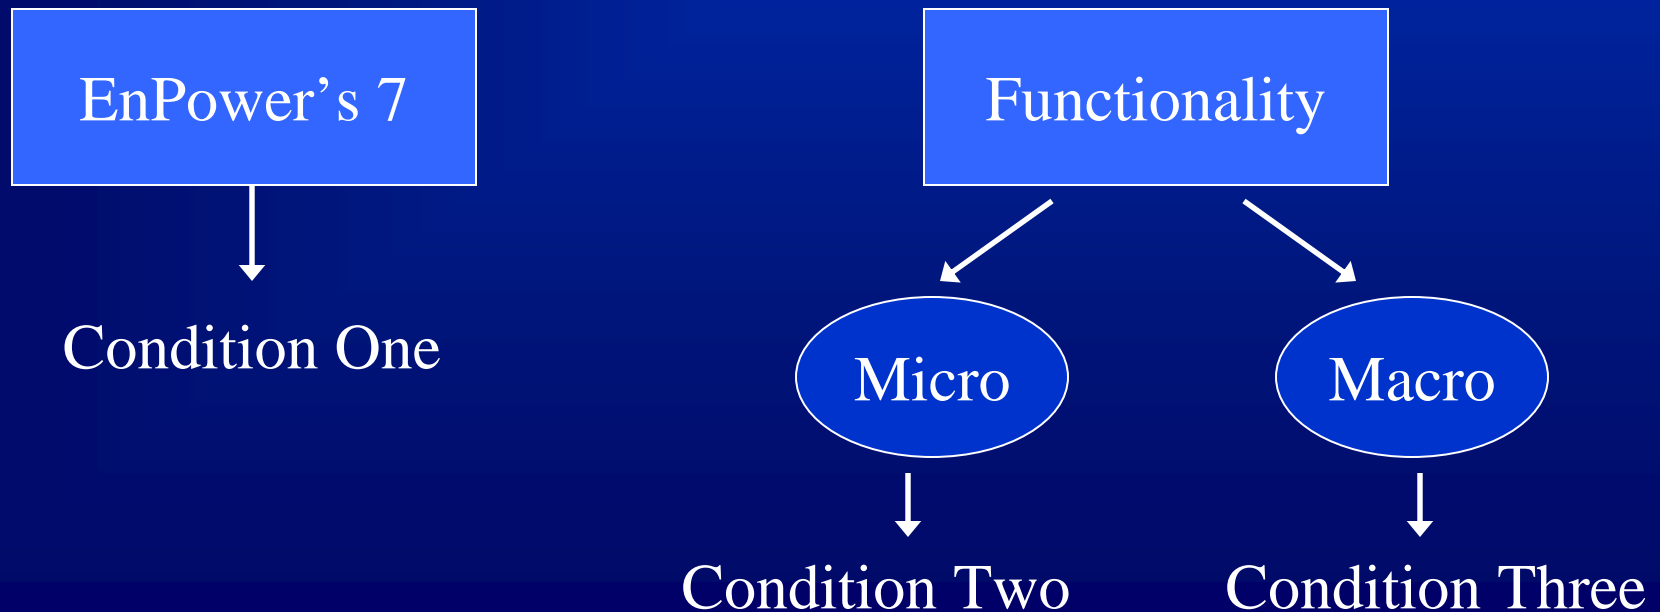 EnPower’s 7
Functionality
Condition One
Micro
Macro
Condition Two
Condition Three